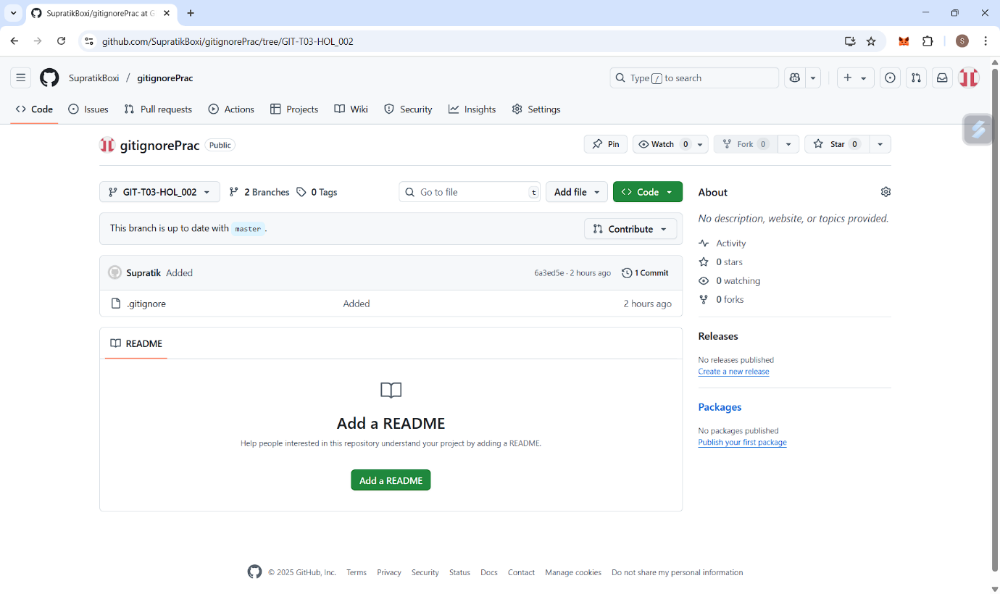 SupratikBoxi/gitignorePrac at G
github.com/SupratikBoxi/gitignorePrac/tree/GIT-T03-HOL_002
S
SupratikBoxi / gitignorePrac
Type / to search
Code Issues Pull requests Actions Projects Wiki Security Insights Settings
gitignorePrac Public
Pin Watch 0 Fork 0 Star 0
GIT-T03-HOL_002 2 Branches 0 Tags Go to file t Add file Code
About
This branch is up to date with master .
Contribute
No description, website, or topics provided.
Activity
0 stars
0 watching
0 forks
Supratik Added 6a3ed5e · 2 hours ago 1 Commit
.gitignore Added 2 hours ago
README
Releases
No releases published
Create a new release
Packages
No packages published
Publish your first package
Add a README
Help people interested in this repository understand your project by adding a README.
Add a README
© 2025 GitHub, Inc. Terms Privacy Security Status Docs Contact Manage cookies Do not share my personal information